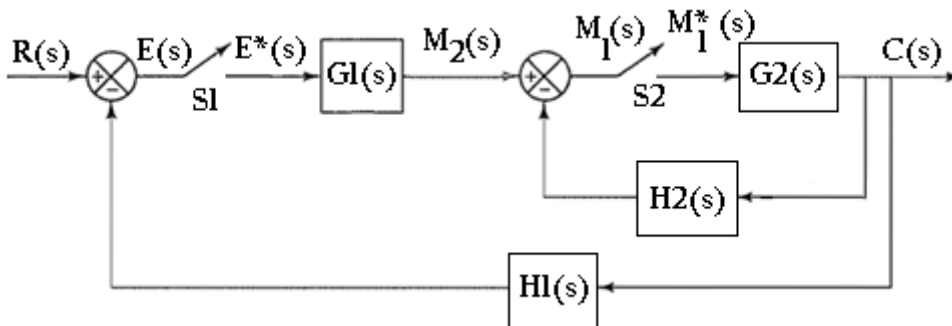 R(s)
+
-
E(s)
S1
E*(s)
G1(s)
M2(s)
+
-
M1(s)
S2
M1*(s)
G2(s)
C(s)
H2(s)
H1(s)